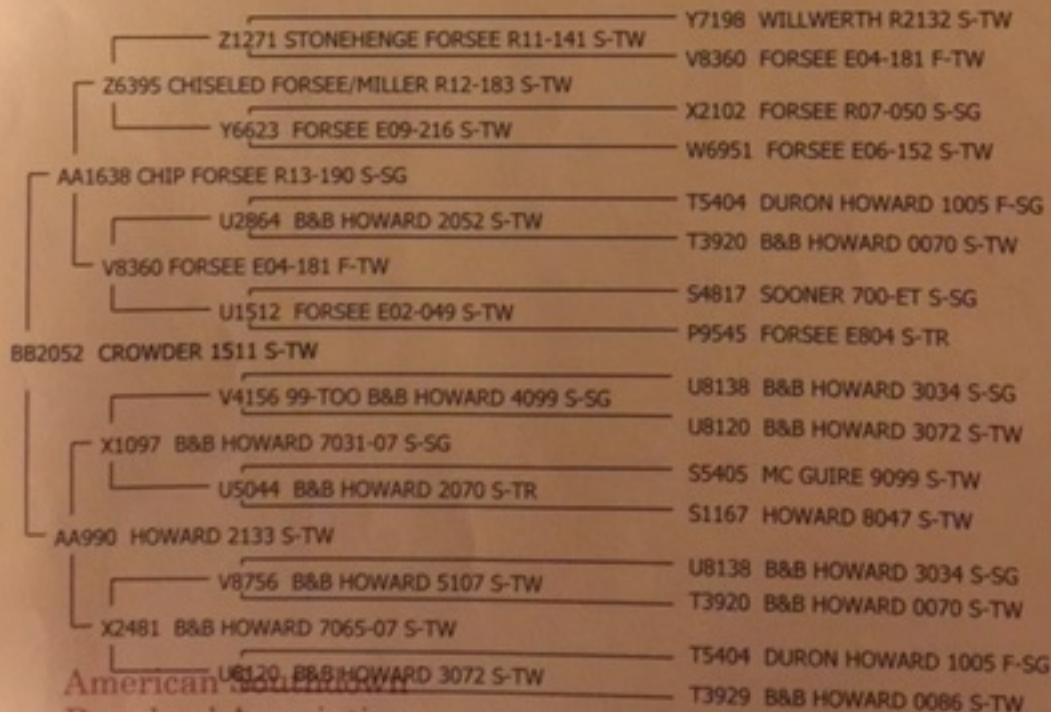 Y7198 WILLWERTH R2132 S-TW
Z1271 STONEHENGE FORSEE R11-141 S-TW
V8360 FORSEE E04-181 F-TW
Z6395 CHISELED FORSEE/MILLER R12-183 S-TW
X2102 FORSEE R07-050 S-SG
Y6623 FORSEE E09-216 S-TW
W6951 FORSEE E06-152 S-TW
AA1638 CHIP FORSEE R13-190 S-SG
T5404 DURON HOWARD 1005 F-SG
U2864 B&B HOWARD 2052 S-TW
T3920 B&B HOWARD 0070 S-TW
V8360 FORSEE E04-181 F-TW
S4817 SOONER 700-ET S-SG
U1512 FORSEE E02-049 S-TW
P9545 FORSEE E804 S-TR
BB2052 CROWDER 1511 S-TW
U8138 B&B HOWARD 3034 S-SG
V4156 99-TOO B&B HOWARD 4099 S-SG
U8120 B&B HOWARD 3072 S-TW
X1097 B&B HOWARD 7031-07 S-SG
S5405 MC GUIRE 9099 S-TW
U5044 B&B HOWARD 2070 S-TR
S1167 HOWARD 8047 S-TW
AA990 HOWARD 2133 S-TW
U8138 B&B HOWARD 3034 S-SG
V8756 B&B HOWARD 5107 S-TW
T3920 B&B HOWARD 0070 S-TW
X2481 B&B HOWARD 7065-07 S-TW
T5404 DURON HOWARD 1005 F-SG
U8120 B&B HOWARD 3072 S-TW
T3929 B&B HOWARD 0086 S-TW
American Southdown